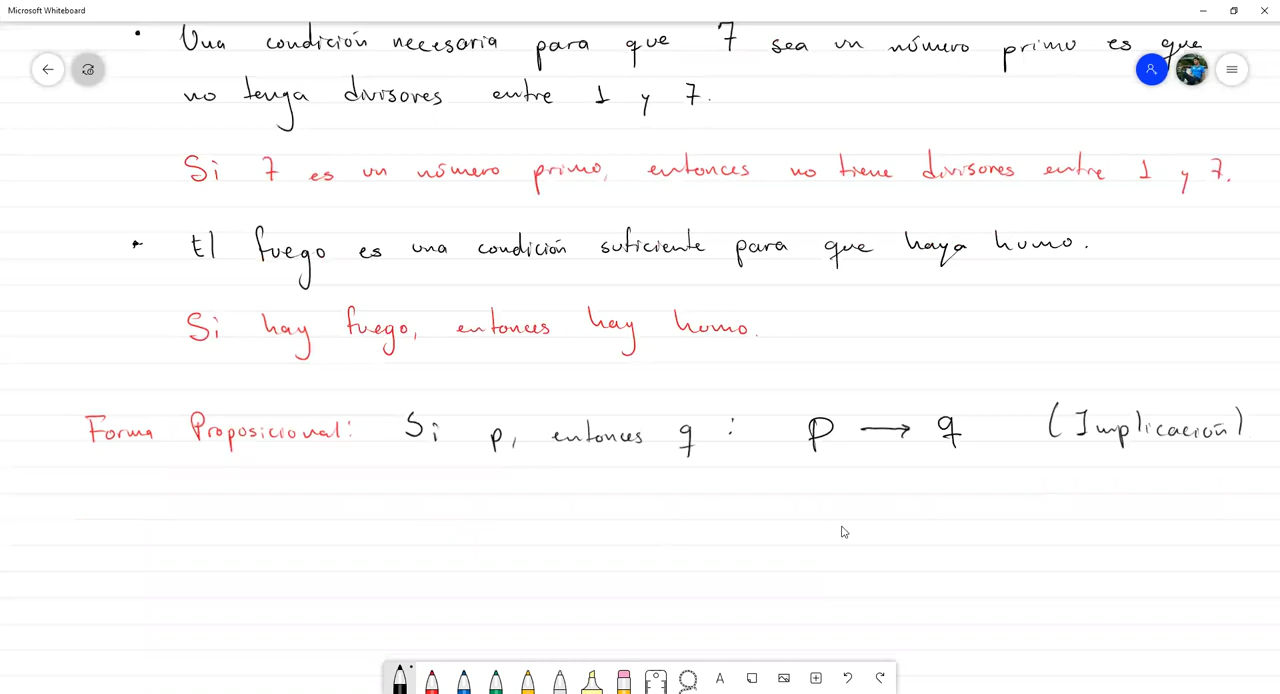 Microsoft Whiteboard
• Una condición necesaria para que 7 sea un número primo es que
no tenga divisores entre 1 y 7.
Si 7 es un número primo, entonces no tiene divisores entre 1 y 7.
• El fuego es una condición suficiente para que haya humo.
Si hay fuego, entonces hay humo.
Forma Proposicional: Si p, entonces q : p → q (Implicación)
A